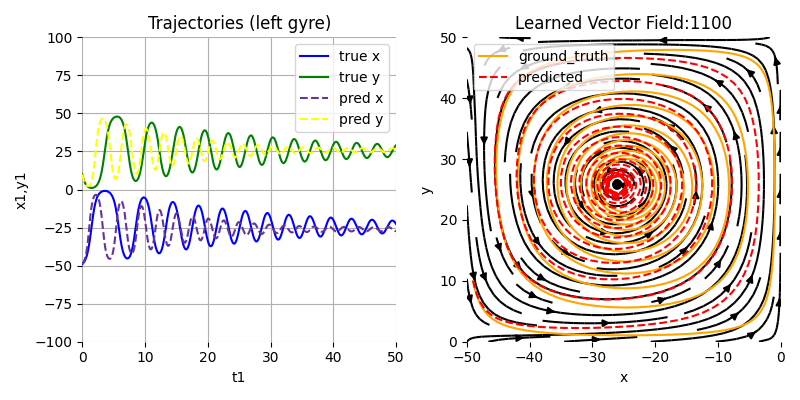 Trajectories (left gyre)
100
75
50
25
0
−25
−50
−75
−100
x1,y1
true x
true y
pred x
pred y
0 10 20 30 40 50
t1
Learned Vector Field:1100
50
40
30
20
10
0
y
ground_truth
predicted
−50 −40 −30 −20 −10 0
x